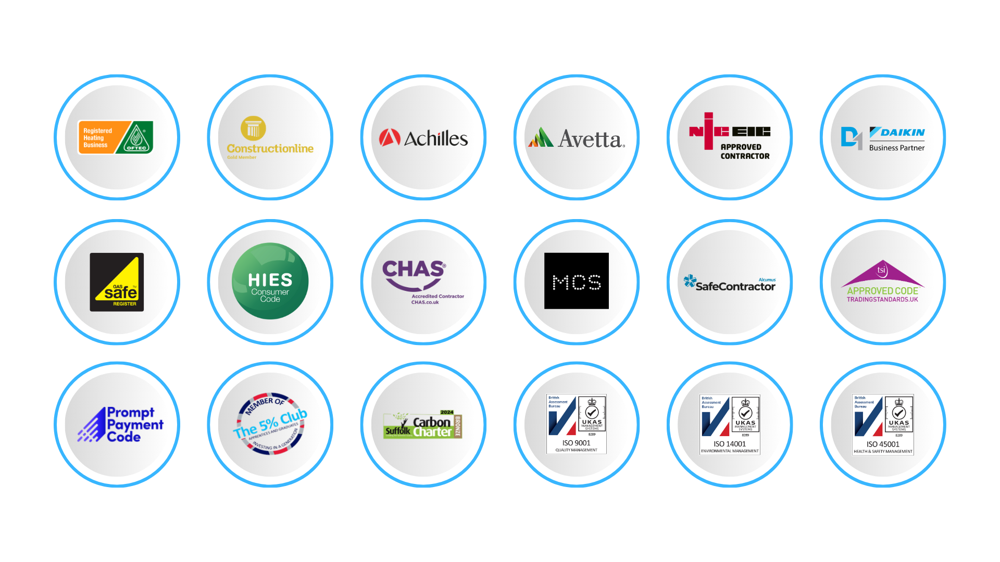 Registered
Heating
Business
OFTEC
®
Constructionline
Gold Member
Achilles
Avetta®
NICEIC
APPROVED
CONTRACTOR
D1
DAIKIN
Business Partner
GAS
safe™
REGISTER
HIES
Consumer
Code
CHAS®
Accredited Contractor
CHAS.co.uk
MCS
Alcumus
SafeContractor
tsi
APPROVED CODE
TRADINGSTANDARDS.UK
Prompt
Payment
Code
MEMBER OF
The 5% Club
APPRENTICES AND GRADUATES
INVESTING IN A GENERATION
2024
Suffolk
Carbon
Charter
BRONZE
British
Assessment
Bureau
UKAS
MANAGEMENT
SYSTEMS
8289
ISO 9001
QUALITY MANAGEMENT
British
Assessment
Bureau
UKAS
MANAGEMENT
SYSTEMS
8289
ISO 14001
ENVIRONMENTAL MANAGEMENT
British
Assessment
Bureau
UKAS
MANAGEMENT
SYSTEMS
8289
ISO 45001
HEALTH & SAFETY MANAGEMENT